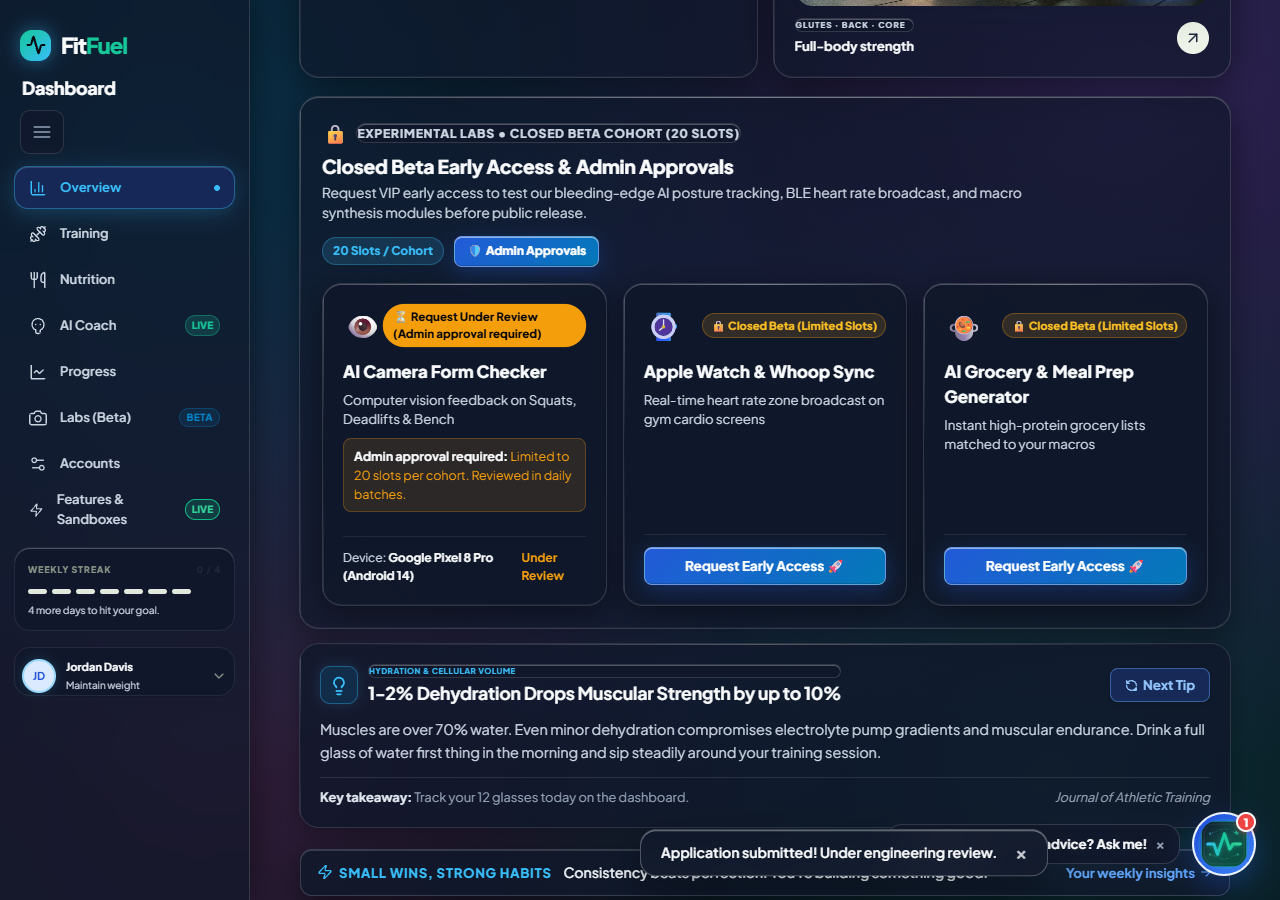 FitFuel
Dashboard
Overview
Training
Nutrition
AI Coach
LIVE
Progress
Labs (Beta)
BETA
Accounts
Features &
Sandboxes
LIVE
WEEKLY STREAK
0 / 4
4 more days to hit your goal.
JD
Jordan Davis
Maintain weight
GLUTES · BACK · CORE
Full-body strength
EXPERIMENTAL LABS ● CLOSED BETA COHORT (20 SLOTS)
Closed Beta Early Access & Admin Approvals
Request VIP early access to test our bleeding-edge AI posture tracking, BLE heart rate broadcast, and macro
synthesis modules before public release.
20 Slots / Cohort
Admin Approvals
Request Under Review
(Admin approval required)
AI Camera Form Checker
Computer vision feedback on Squats,
Deadlifts & Bench
Admin approval required: Limited to
20 slots per cohort. Reviewed in daily
batches.
Device: Google Pixel 8 Pro
(Android 14)
Under
Review
Closed Beta (Limited Slots)
Apple Watch & Whoop Sync
Real-time heart rate zone broadcast on
gym cardio screens
Request Early Access 🚀
Closed Beta (Limited Slots)
AI Grocery & Meal Prep
Generator
Instant high-protein grocery lists
matched to your macros
Request Early Access 🚀
HYDRATION & CELLULAR VOLUME
1-2% Dehydration Drops Muscular Strength by up to 10%
Next Tip
Muscles are over 70% water. Even minor dehydration compromises electrolyte pump gradients and muscular endurance. Drink a full
glass of water first thing in the morning and sip steadily around your training session.
Key takeaway: Track your 12 glasses today on the dashboard.
Journal of Athletic Training
Application submitted! Under engineering review. ×
advice? Ask me! ×
1
SMALL WINS, STRONG HABITS
Consistency beats perfection. You're building something good.
Your weekly insights →